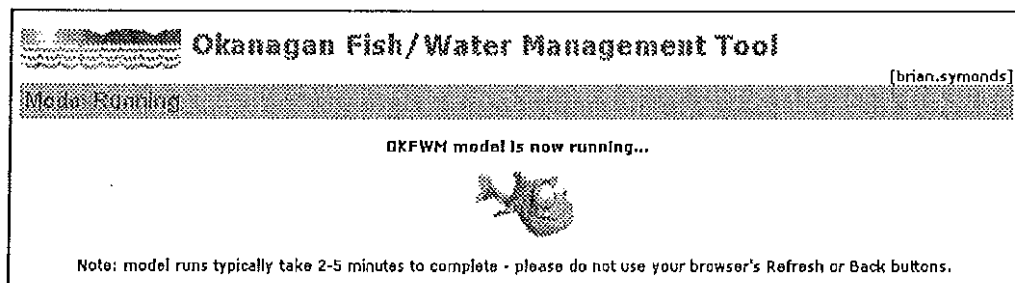 Okanagan Fish/Water Management Tool
[brian.symonds]
Model Running
OKFWM model is now running...
Note: model runs typically take 2-5 minutes to complete - please do not use your browser's Refresh or Back buttons.